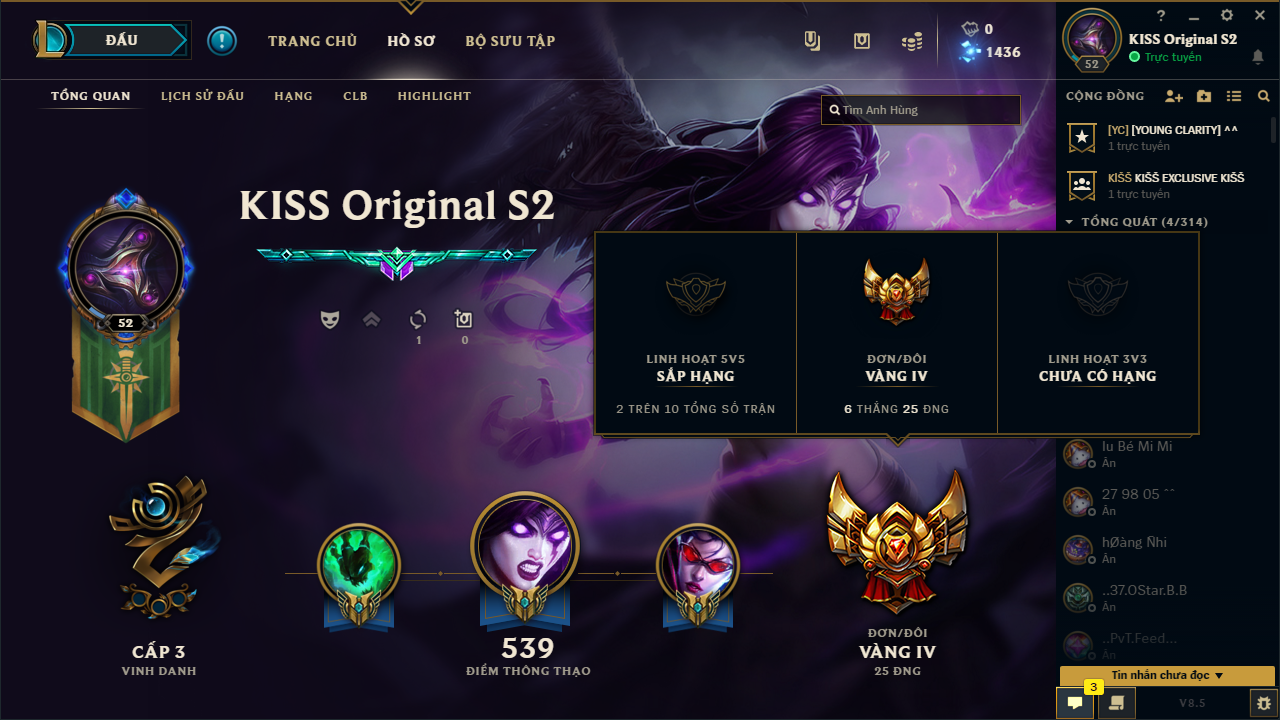 ĐẤU
TRANG CHỦ
HỒ SƠ
BỘ SƯU TẬP
0
1436
?
KISS Original S2
Trực tuyến
52
TỔNG QUAN
LỊCH SỬ ĐẤU
HẠNG
CLB
HIGHLIGHT
Tìm Anh Hùng
CỘNG ĐỒNG
[YC] [YOUNG CLARITY] ^^
1 trực tuyến
KïSS KïSS EXCLUSIVE KïSS
1 trực tuyến
TỔNG QUÁT (4/314)
KISS Original S2
52
1
0
LINH HOẠT 5V5
SẮP HẠNG
2 TRÊN 10 TỔNG SỐ TRẬN
ĐƠN/ĐÔI
VÀNG IV
6 THẮNG 25 ĐNG
LINH HOẠT 3V3
CHƯA CÓ HẠNG
Iu Bé Mi Mi
Ẩn
27 98 05 ^^
Ẩn
hØàng Ñhi
Ẩn
..37.OStar.B.B
Ẩn
..PvT.Feed...
Ẩn
CẤP 3
VINH DANH
539
ĐIỂM THÔNG THẠO
ĐƠN/ĐÔI
VÀNG IV
25 ĐNG
Tin nhắn chưa đọc
3
V8.5